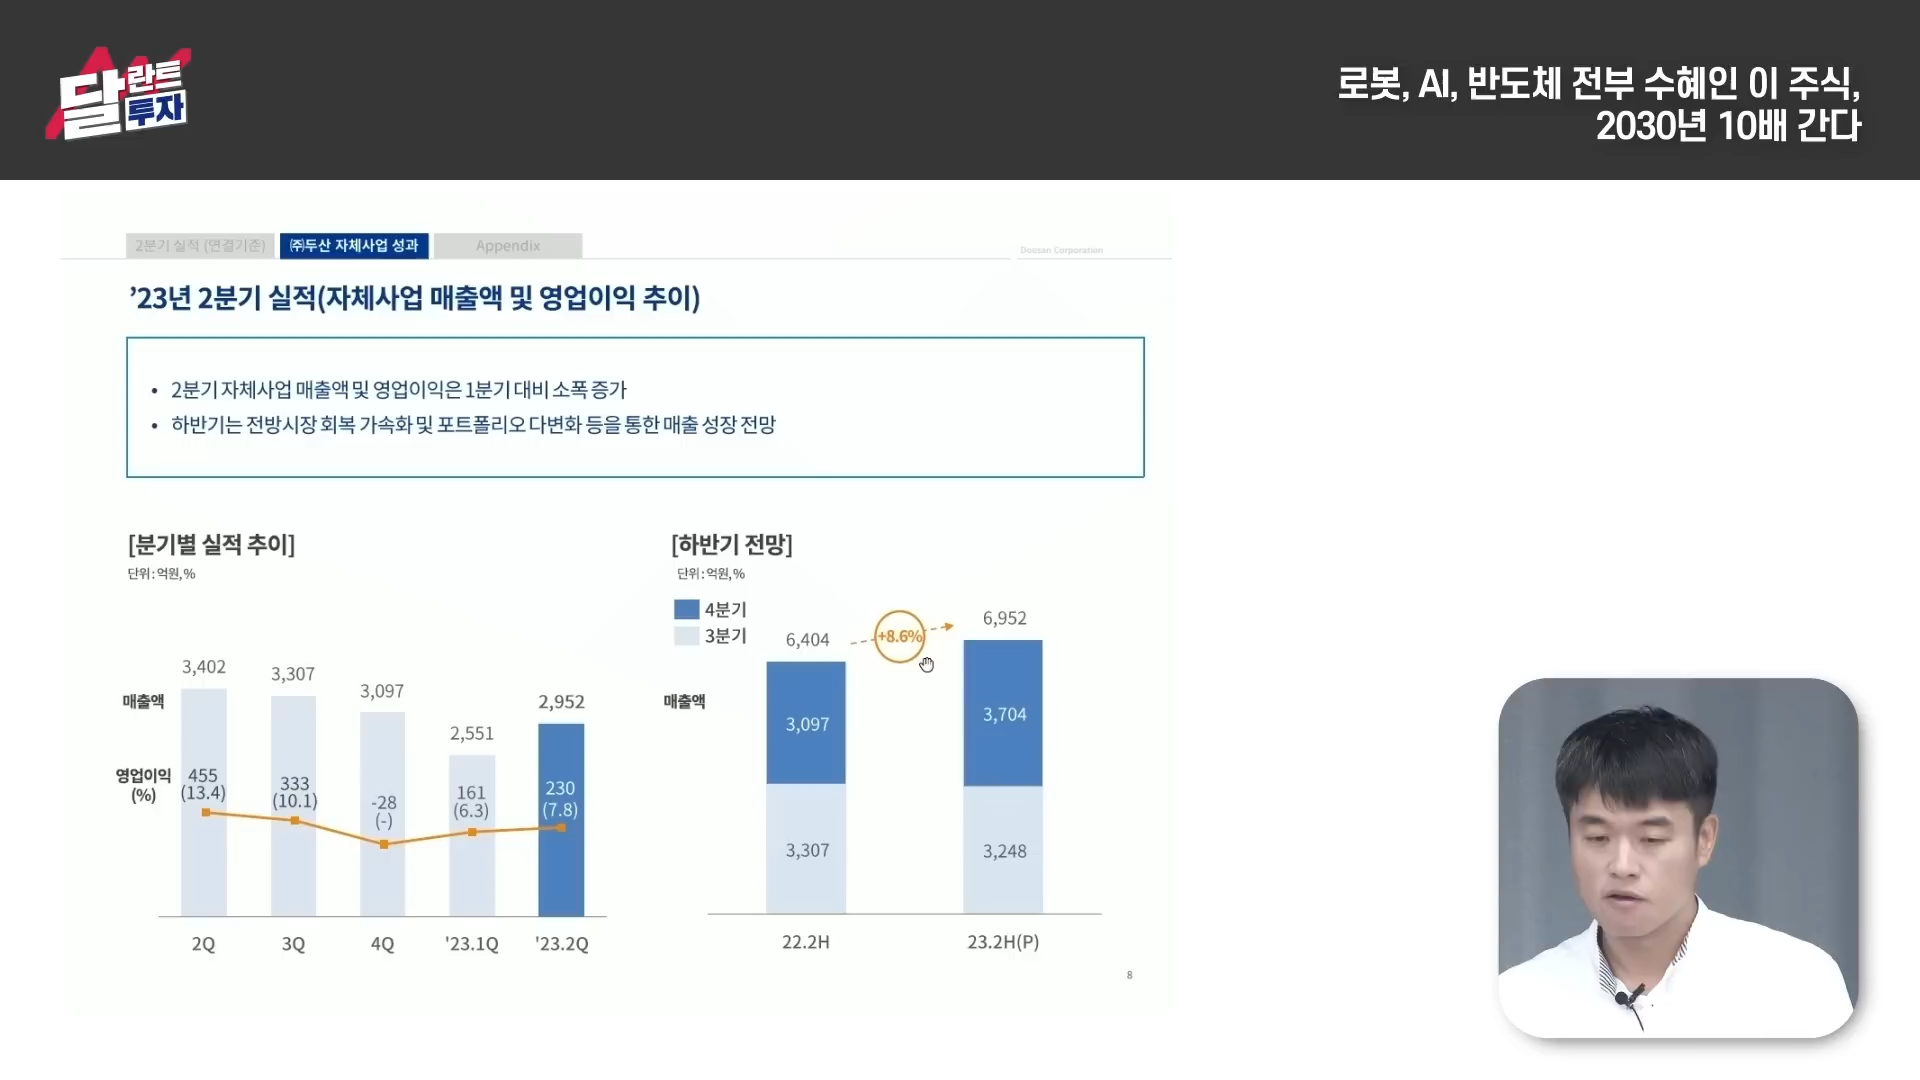 달란트
투자
로봇, AI, 반도체 전부 수혜인 이 주식,
2030년 10배 간다
2분기 실적 (연결기준)
㈜두산 자체사업 성과
Appendix
Doosan Corporation
’23년 2분기 실적(자체사업 매출액 및 영업이익 추이)
• 2분기 자체사업 매출액 및 영업이익은 1분기 대비 소폭 증가
• 하반기는 전방시장 회복 가속화 및 포트폴리오 다변화 등을 통한 매출 성장 전망
[분기별 실적 추이]
단위 : 억원, %
매출액
영업이익
(%)
3,402
3,307
3,097
2,551
2,952
455
(13.4)
333
(10.1)
-28
(-)
161
(6.3)
230
(7.8)
2Q
3Q
4Q
'23.1Q
'23.2Q
[하반기 전망]
단위 : 억원, %
4분기
3분기
매출액
6,404
+8.6%
6,952
3,097
3,704
3,307
3,248
22.2H
23.2H(P)
8